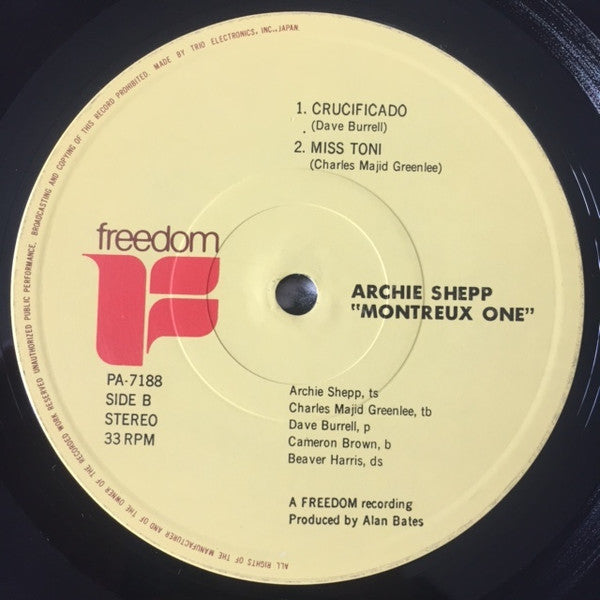 ALL RIGHTS OF THE MANUFACTURER AND OF THE OWNER OF THE RECORDED WORK RESERVED UNAUTHORIZED PUBLIC PERFORMANCE, BROADCASTING AND COPYING OF THIS RECORD PROHIBITED. MADE BY TRIO ELECTRONICS, INC., JAPAN.
1. CRUCIFICADO
(Dave Burrell)
2. MISS TONI
(Charles Majid Greenlee)
freedom
ARCHIE SHEPP
"MONTREUX ONE"
PA-7188
SIDE B
STEREO
33 RPM
Archie Shepp, ts
Charles Majid Greenlee, tb
Dave Burrell, p
Cameron Brown, b
Beaver Harris, ds
A FREEDOM recording
Produced by Alan Bates